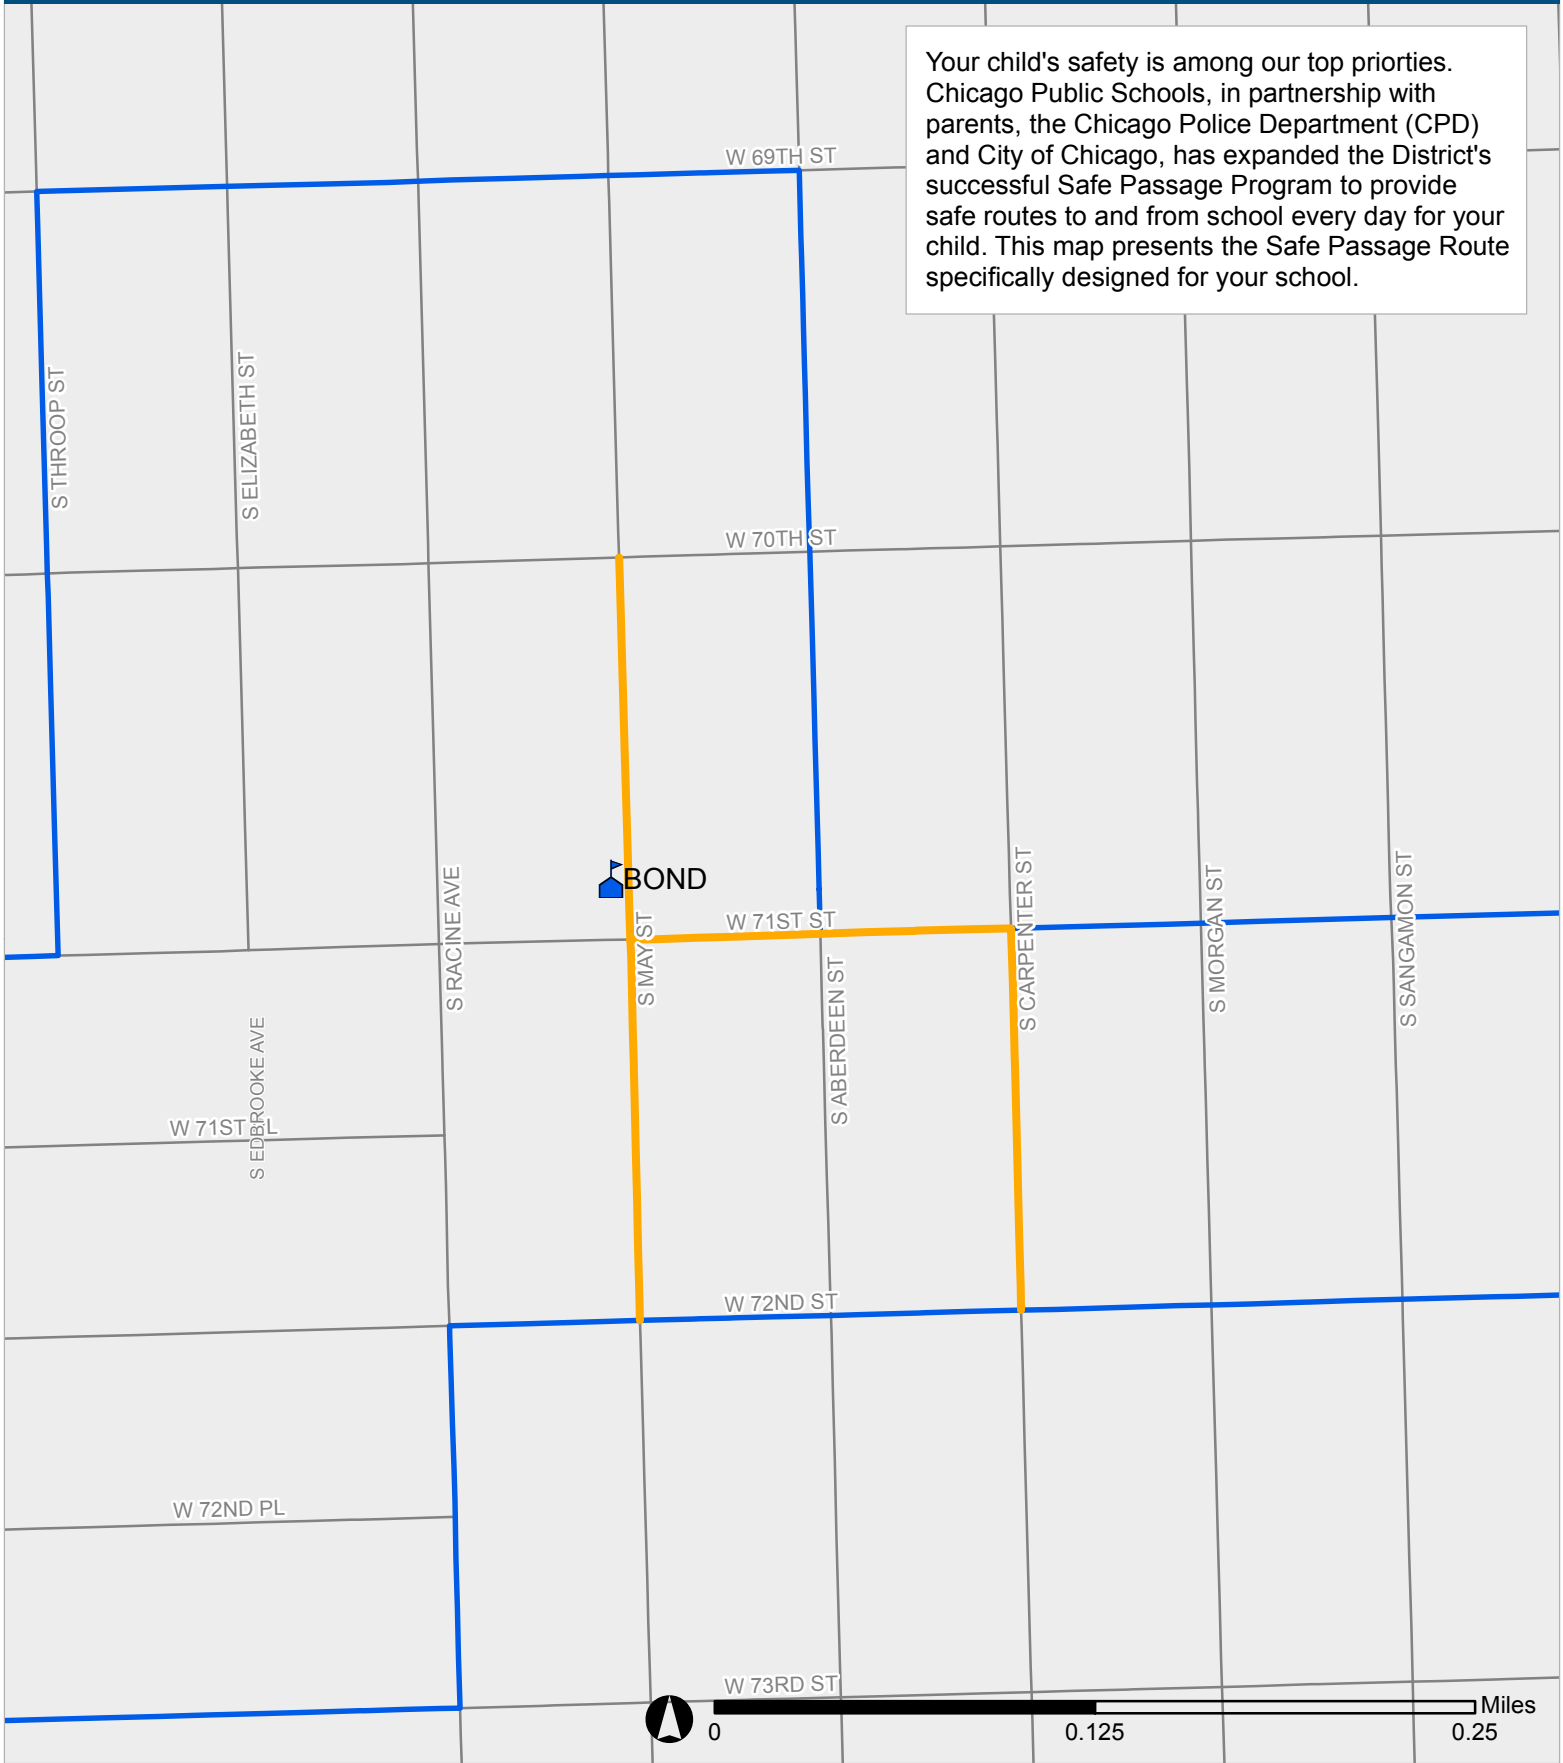 Your child's safety is among our top priorties.
Chicago Public Schools, in partnership with
parents, the Chicago Police Department (CPD)
and City of Chicago, has expanded the District's
successful Safe Passage Program to provide
safe routes to and from school every day for your
child. This map presents the Safe Passage Route
specifically designed for your school.
W 69TH ST
S THROOP ST
S ELIZABETH ST
W 70TH ST
BOND
W 71ST ST
S RACINE AVE
S MAY ST
S ABERDEEN ST
S CARPENTER ST
S MORGAN ST
S SANGAMON ST
S EDBROOKE AVE
W 71ST PL
W 72ND ST
W 72ND PL
W 73RD ST
Miles
0
0.125
0.25